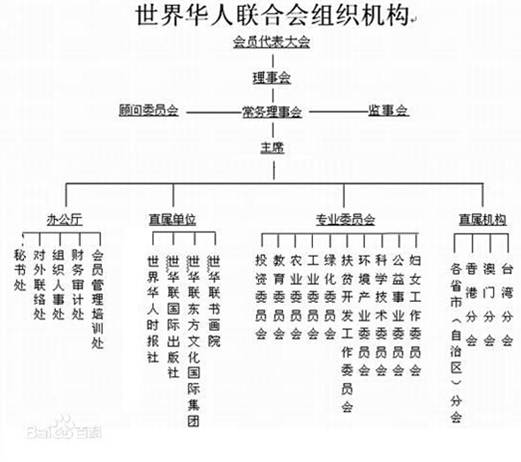 世界华人联合会组织机构
会员代表大会
理事会
顾问委员会
常务理事会
监事会
主席
办公厅
直属单位
专业委员会
直属机构
秘书处
对外联络处
组织人事处
财务审计处
会员管理培训处
世界华人时报社
世华联国际出版社
世华联东方文化国际集团
世华联书画院
投资委员会
教育委员会
农业委员会
工业委员会
绿化委员会
扶贫开发工作委员会
环境产业委员会
科学技术委员会
公益事业委员会
妇女工作委员会
各省市（自治区）分会
香港分会
澳门分会
台湾分会
Baidu百科